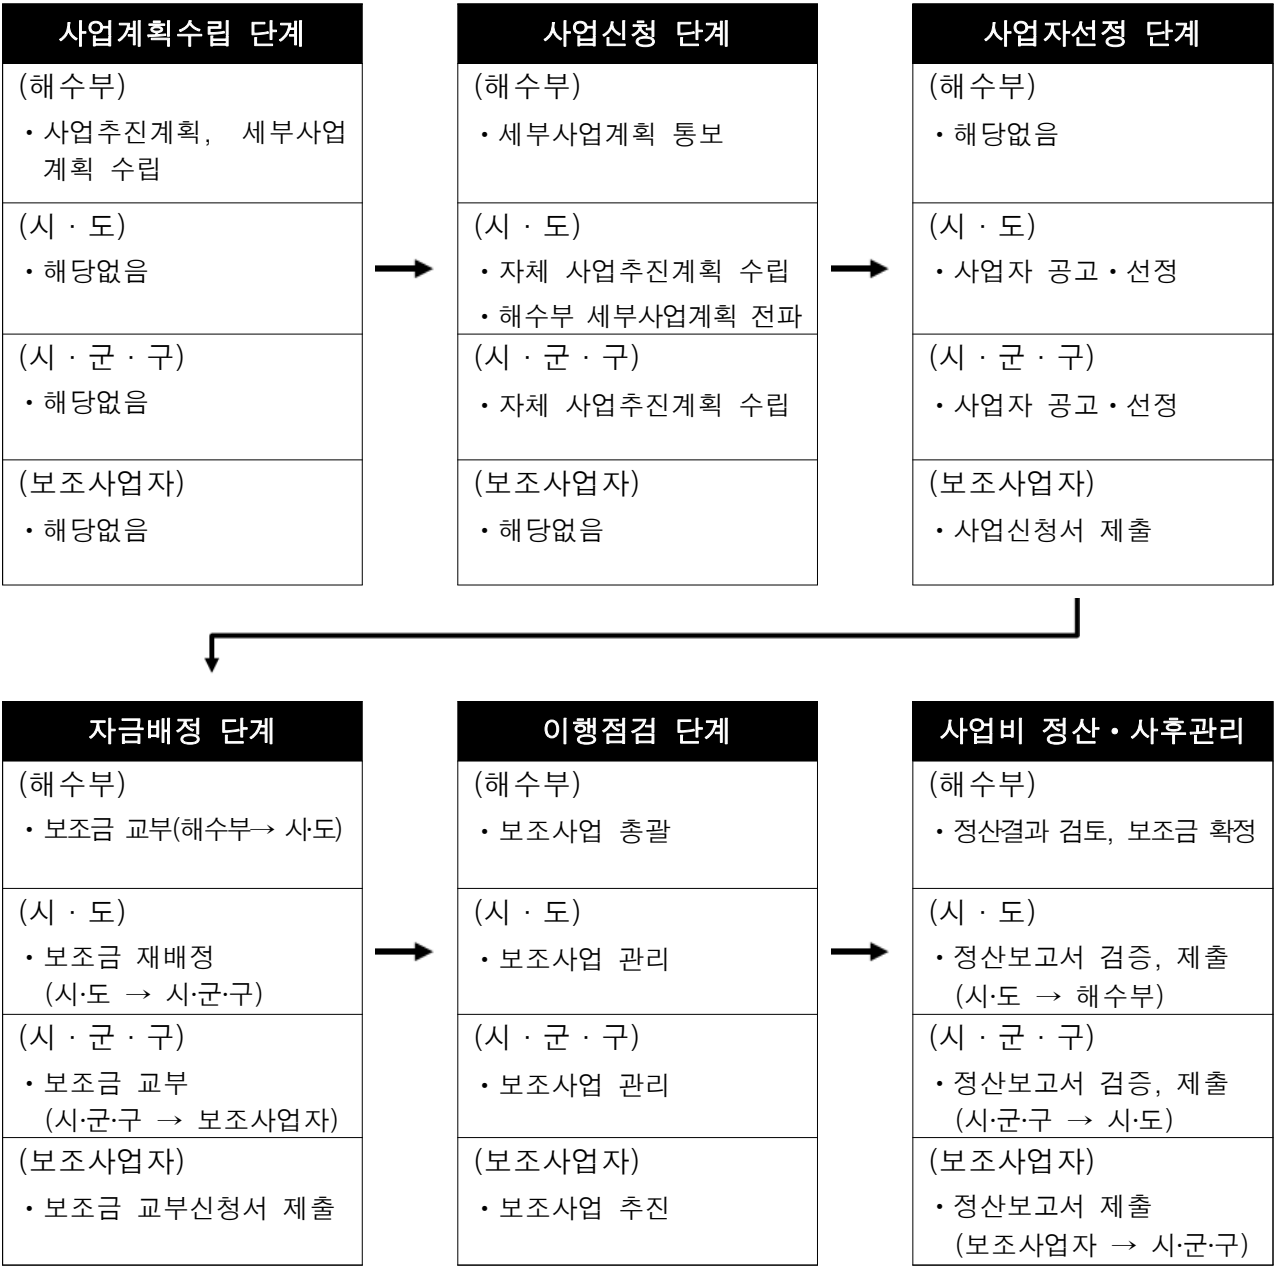 사업계획수립 단계
(해수부)
・사업추진계획, 세부사업
계획 수립
(시 · 도)
・해당없음
(시 · 군 · 구)
・해당없음
(보조사업자)
・해당없음
사업신청 단계
(해수부)
・세부사업계획 통보
(시 · 도)
・자체 사업추진계획 수립
・해수부 세부사업계획 전파
(시 · 군 · 구)
・자체 사업추진계획 수립
(보조사업자)
・해당없음
사업자선정 단계
(해수부)
・해당없음
(시 · 도)
・사업자 공고・선정
(시 · 군 · 구)
・사업자 공고・선정
(보조사업자)
・사업신청서 제출
자금배정 단계
(해수부)
・보조금 교부(해수부→ 시·도)
(시 · 도)
・보조금 재배정
(시·도 → 시·군·구)
(시 · 군 · 구)
・보조금 교부
(시·군·구 → 보조사업자)
(보조사업자)
・보조금 교부신청서 제출
이행점검 단계
(해수부)
・보조사업 총괄
(시 · 도)
・보조사업 관리
(시 · 군 · 구)
・보조사업 관리
(보조사업자)
・보조사업 추진
사업비 정산・사후관리
(해수부)
・정산결과 검토, 보조금 확정
(시 · 도)
・정산보고서 검증, 제출
(시·도 → 해수부)
(시 · 군 · 구)
・정산보고서 검증, 제출
(시·군·구 → 시·도)
(보조사업자)
・정산보고서 제출
(보조사업자 → 시·군·구)